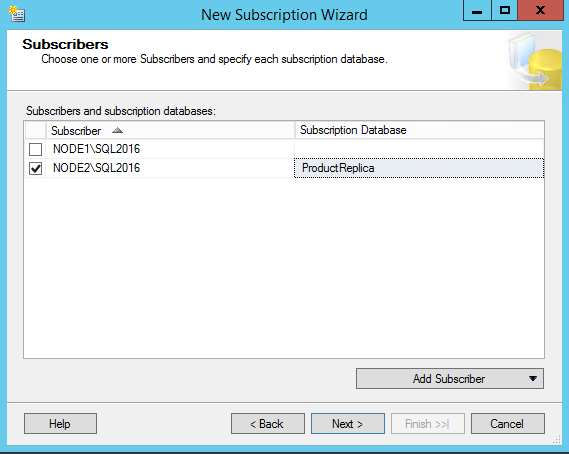 New Subscription Wizard
Subscribers
Choose one or more Subscribers and specify each subscription database.
Subscribers and subscription databases:
Subscriber Subscription Database
NODE1\SQL2016
NODE2\SQL2016 ProductReplica
Add Subscriber
Help < Back Next > Finish >>| Cancel